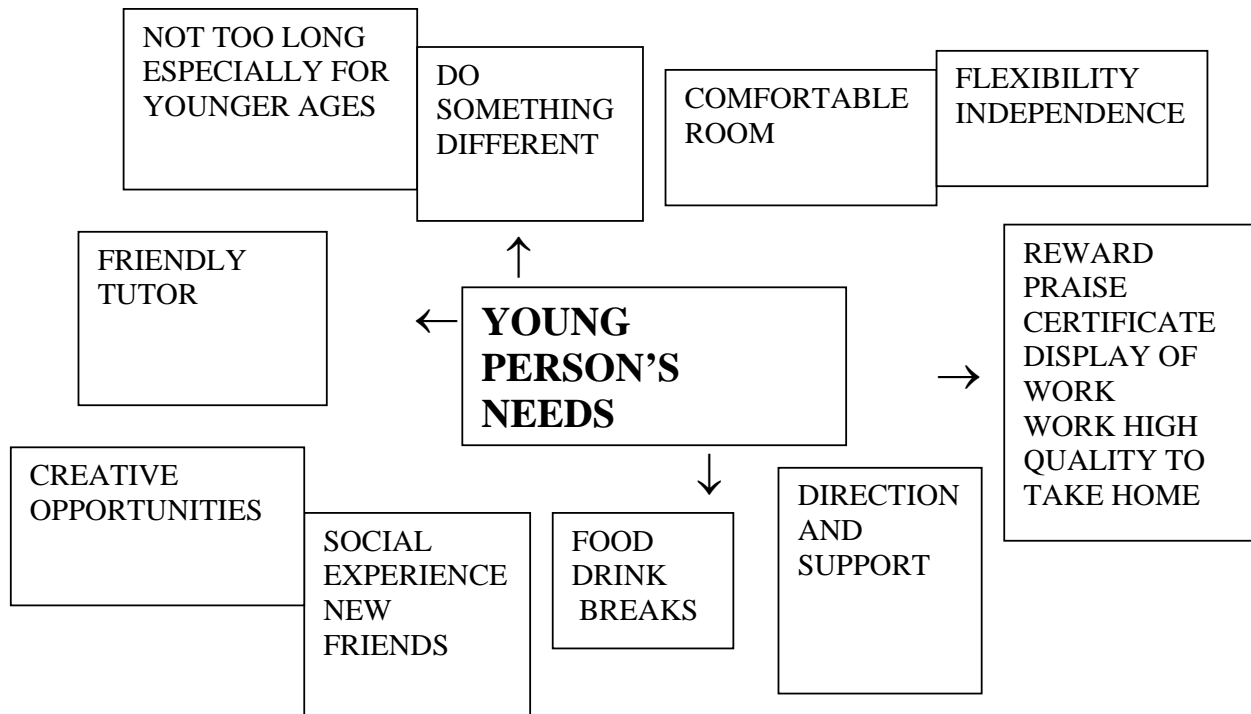 NOT TOO LONG
ESPECIALLY FOR
YOUNGER AGES
DO
SOMETHING
DIFFERENT
COMFORTABLE
ROOM
FLEXIBILITY
INDEPENDENCE
FRIENDLY
TUTOR
YOUNG
PERSON’S
NEEDS
REWARD
PRAISE
CERTIFICATE
DISPLAY OF
WORK
WORK HIGH
QUALITY TO
TAKE HOME
CREATIVE
OPPORTUNITIES
SOCIAL
EXPERIENCE
NEW
FRIENDS
FOOD
DRINK
BREAKS
DIRECTION
AND
SUPPORT